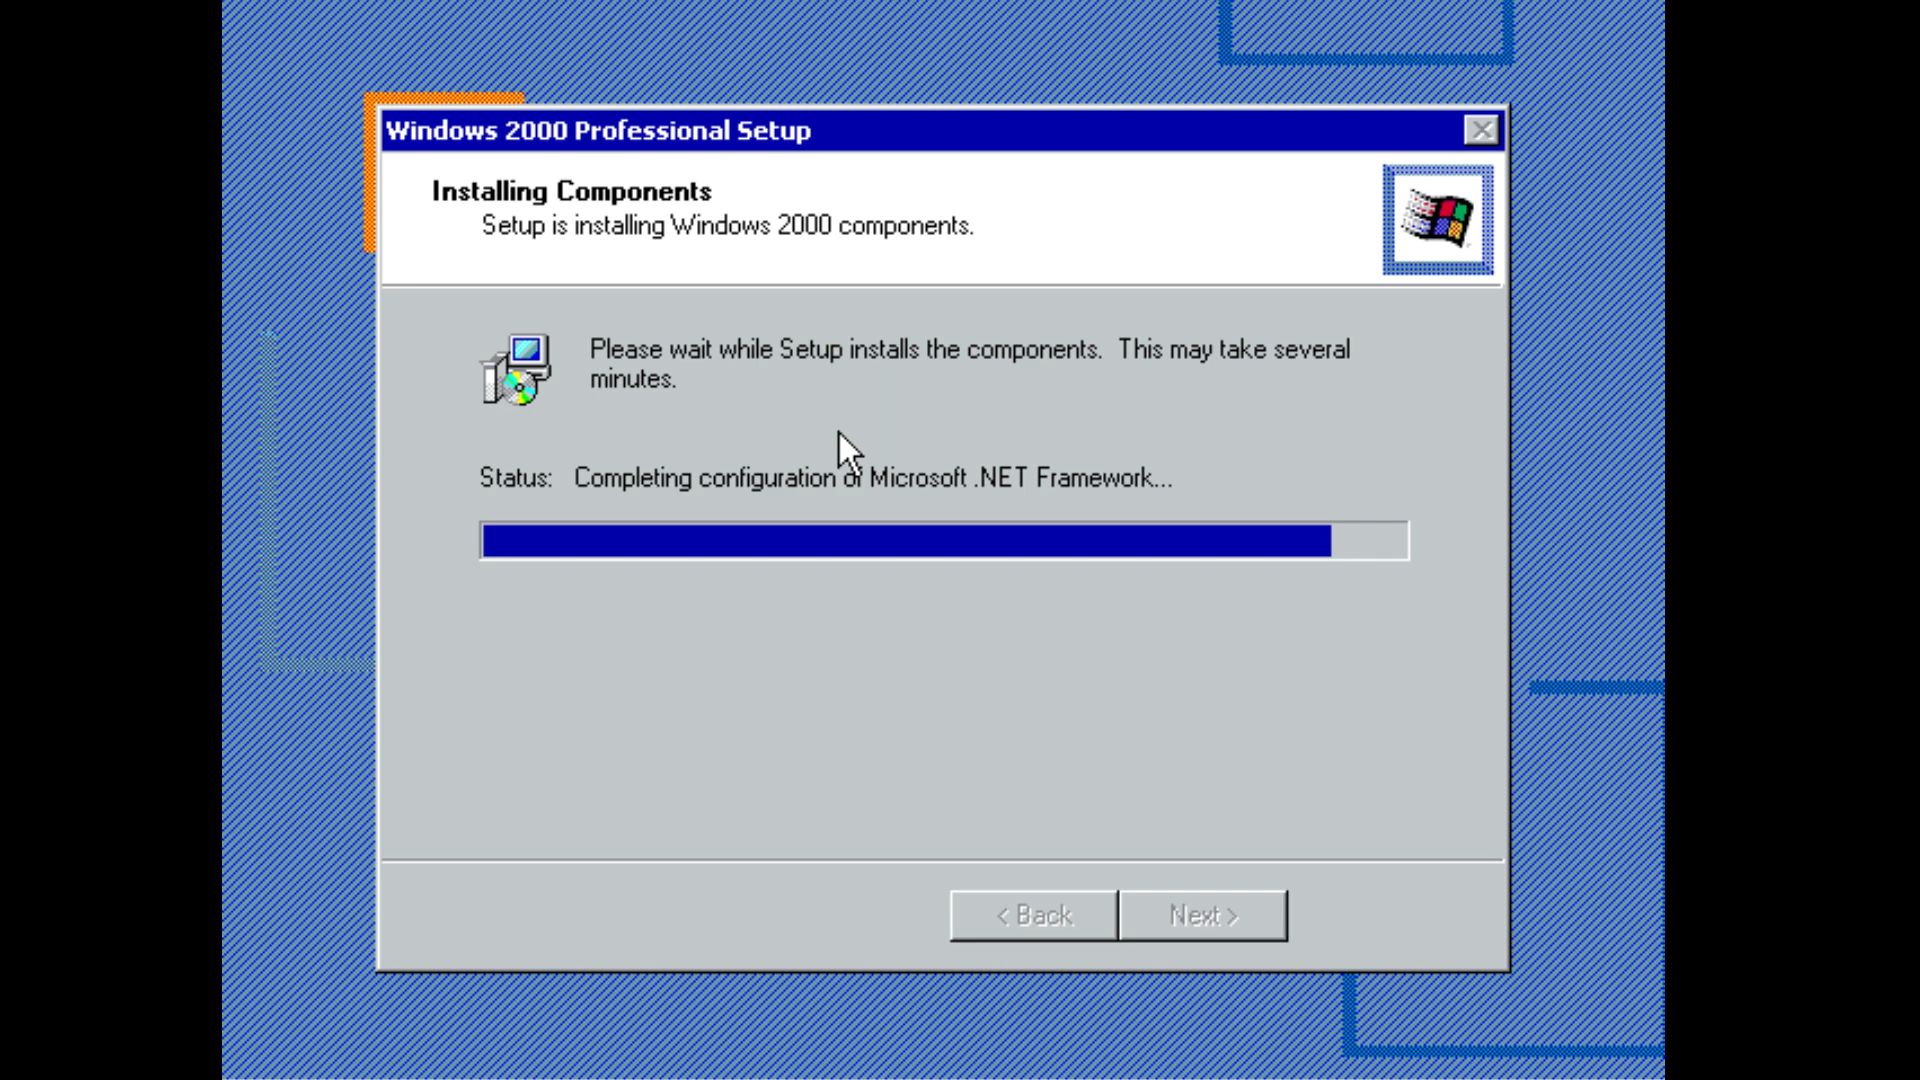 Windows 2000 Professional Setup
Installing Components
Setup is installing Windows 2000 components.
Please wait while Setup installs the components.  This may take several
minutes.
Status:  Completing configuration of Microsoft .NET Framework...
< Back  Next >